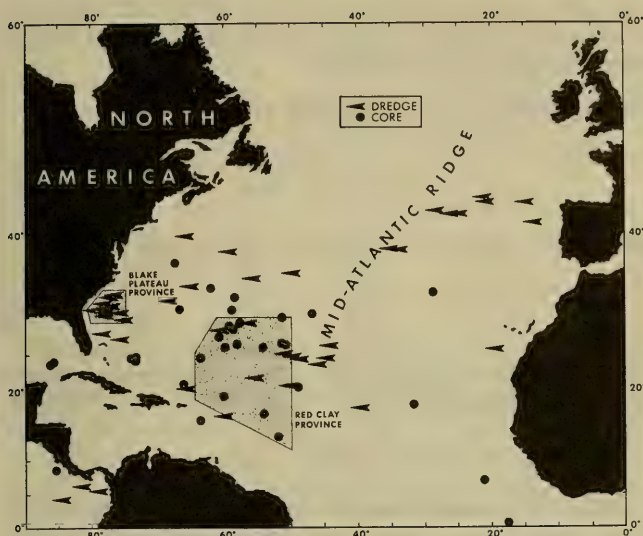 80° 60° 40° 20° 0°
60° 60°
DREDGE
CORE
NORTH
AMERICA
MID-ATLANTIC RIDGE
40° 40°
BLAKE
PLATEAU
PROVINCE
20° 20°
RED CLAY
PROVINCE
0° 0°
80° 60° 40° 20° 0°